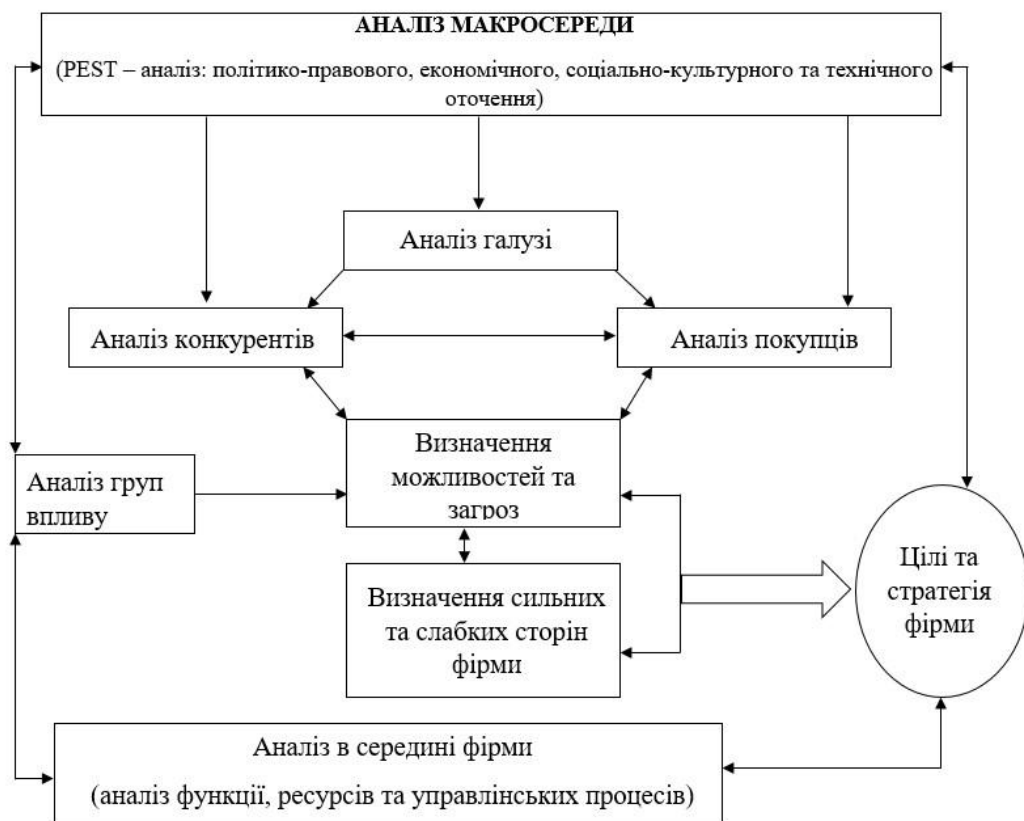 АНАЛІЗ МАКРОСЕРЕДИ
(PEST – аналіз: політико-правового, економічного, соціально-культурного та технічного
оточення)
Аналіз галузі
Аналіз конкурентів
Аналіз покупців
Визначення
можливостей та
загроз
Аналіз груп
впливу
Визначення сильних
та слабких сторін
фірми
Цілі та
стратегія
фірми
Аналіз в середині фірми
(аналіз функції, ресурсів та управлінських процесів)